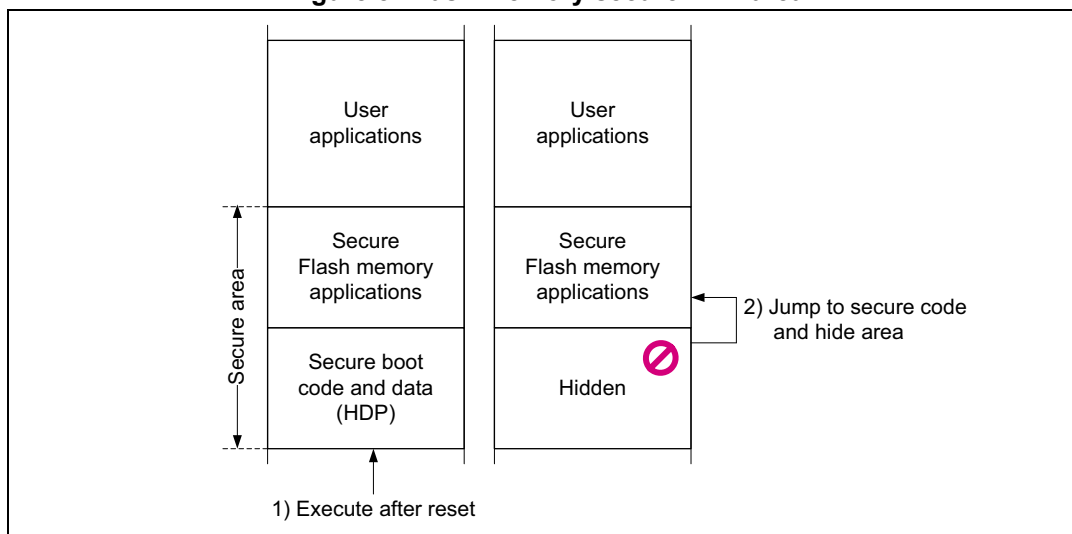 User
applications
User
applications
Secure area
Secure
Flash memory
applications
Secure
Flash memory
applications
2) Jump to secure code
and hide area
Secure boot
code and data
(HDP)
Hidden
1) Execute after reset